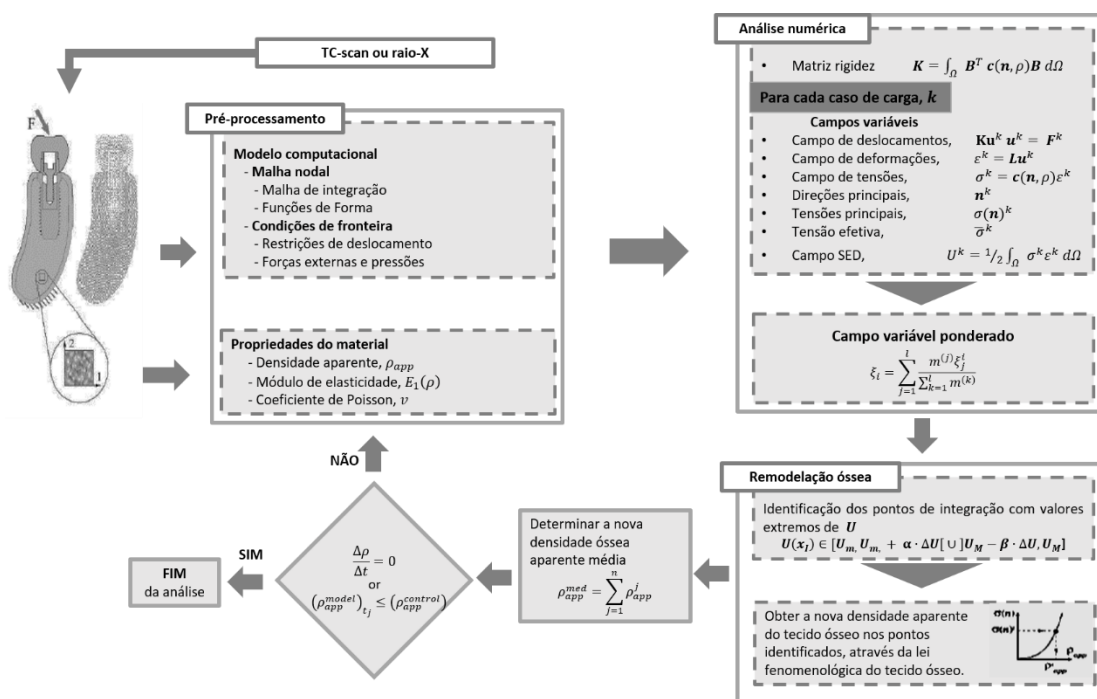 TC-scan ou raio-X
F
2
1
Pré-processamento
Modelo computacional
- Malha nodal
- Malha de integração
- Funções de Forma
- Condições de fronteira
- Restrições de deslocamento
- Forças externas e pressões
Propriedades do material
- Densidade aparente, ρ_app
- Módulo de elasticidade, E₁(ρ)
- Coeficiente de Poisson, v
Análise numérica
• Matriz rigidez K = ∫_Ω B^T c(n, ρ)B dΩ
Para cada caso de carga, k
Campos variáveis
• Campo de deslocamentos, Ku^k u^k = F^k
• Campo de deformações, ε^k = Lu^k
• Campo de tensões, σ^k = c(n, ρ)ε^k
• Direções principais, n^k
• Tensões principais, σ(n)^k
• Tensão efetiva, σ̅^k
• Campo SED, U^k = 1/2 ∫_Ω σ^k ε^k dΩ
Campo variável ponderado
ξ_i = ∑_{j=1}^{l} m^(j) ξ_j^i / ∑_{k=1}^{l} m^(k)
Remodelação óssea
Identificação dos pontos de integração com valores
extremos de U
U(x_I) ∈ [U_m, U_m, + α · ΔU[ ∪ ]U_M − β · ΔU, U_M]
Obter a nova densidade aparente
do tecido ósseo nos pontos
identificados, através da lei
fenomenológica do tecido ósseo.
σ(n)
σ(n)'
ρ_app
ρ'_app
Determinar a nova
densidade óssea
aparente média
ρ_app^med = ∑_{j=1}^{n} ρ_app^j
Δρ/Δt = 0
or
(ρ_app^model)_{t_j} ≤ (ρ_app^control)
NÃO
SIM
FIM
da análise